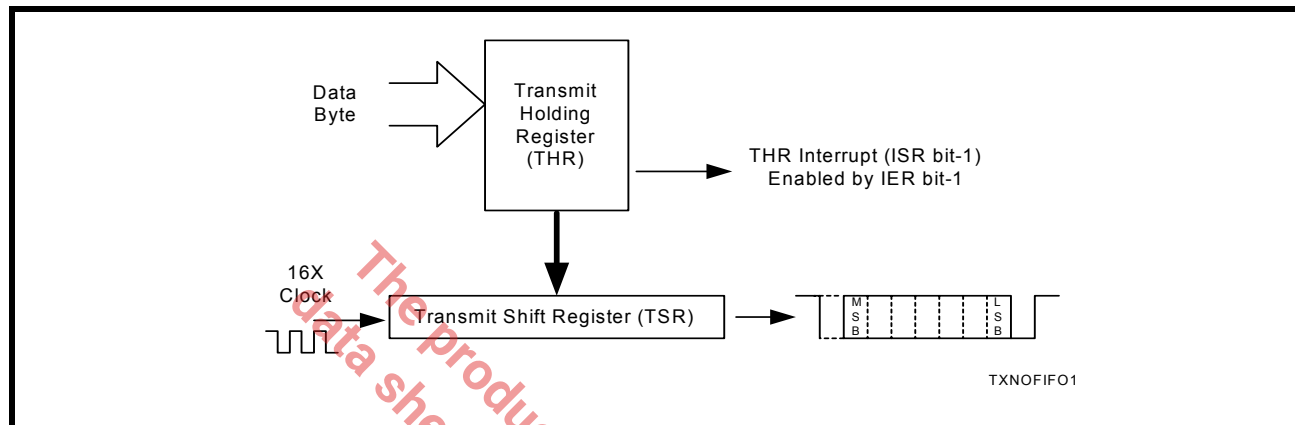 Data
Byte
Transmit
Holding
Register
(THR)
THR Interrupt (ISR bit-1)
Enabled by IER bit-1
16X
Clock
Transmit Shift Register (TSR)
M
S
B
L
S
B
TXNOFIFO1
The produ
data she